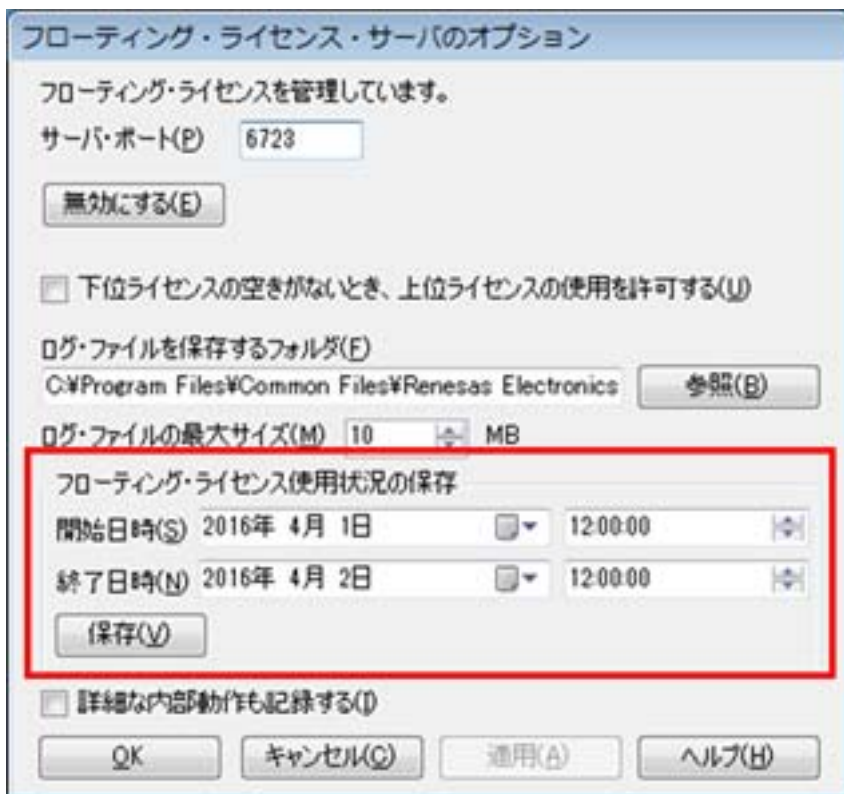 フローティング・ライセンス・サーバのオプション
フローティング・ライセンスを管理しています。
サーバ・ポート(P) 6723
無効にする(E)
下位ライセンスの空きがないとき、上位ライセンスの使用を許可する(U)
ログ・ファイルを保存するフォルダ(F)
C:¥Program Files¥Common Files¥Renesas Electronics 参照(B)
ログ・ファイルの最大サイズ(M) 10 MB
フローティング・ライセンス使用状況の保存
開始日時(S) 2016年 4月 1日 12:00:00
終了日時(N) 2016年 4月 2日 12:00:00
保存(V)
詳細な内部動作も記録する(I)
OK キャンセル(C) 適用(A) ヘルプ(H)